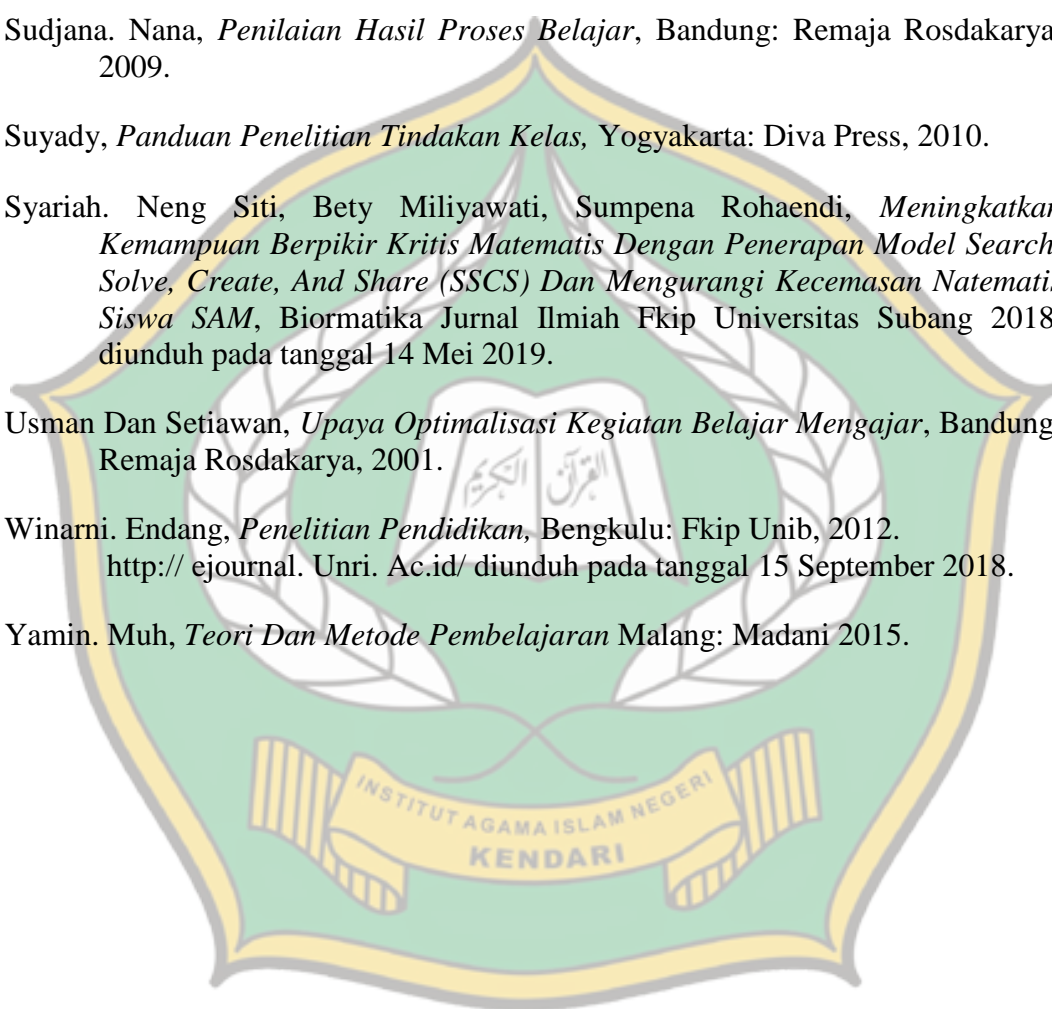 Sudjana. Nana, Penilaian Hasil Proses Belajar, Bandung: Remaja Rosdakarya
2009.
Suyady, Panduan Penelitian Tindakan Kelas, Yogyakarta: Diva Press, 2010.
Syariah. Neng Siti, Bety Miliyawati, Sumpena Rohaendi, Meningkatkan
Kemampuan Berpikir Kritis Matematis Dengan Penerapan Model Search
Solve, Create, And Share (SSCS) Dan Mengurangi Kecemasan Natematis
Siswa SAM, Biormatika Jurnal Ilmiah Fkip Universitas Subang 2018
diunduh pada tanggal 14 Mei 2019.
Usman Dan Setiawan, Upaya Optimalisasi Kegiatan Belajar Mengajar, Bandung
Remaja Rosdakarya, 2001.
القرآن الكريم
Winarni. Endang, Penelitian Pendidikan, Bengkulu: Fkip Unib, 2012.
http:// ejournal. Unri. Ac.id/ diunduh pada tanggal 15 September 2018.
Yamin. Muh, Teori Dan Metode Pembelajaran Malang: Madani 2015.
INSTITUT AGAMA ISLAM NEGERI
KENDARI